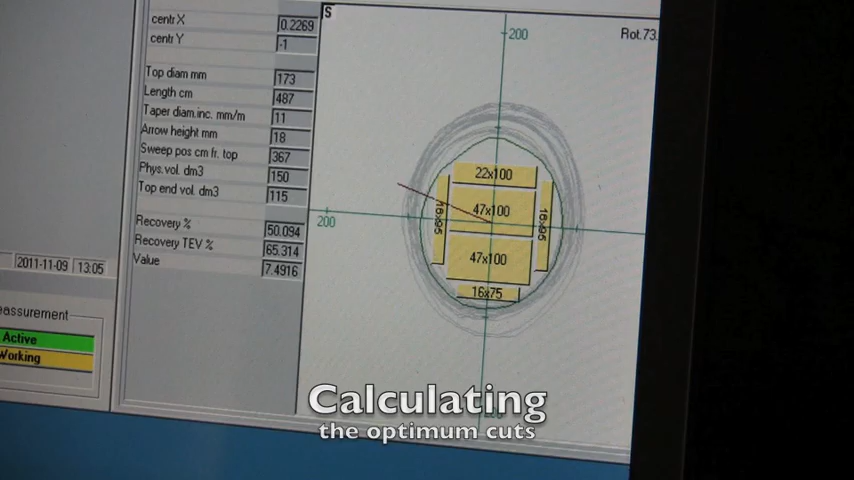 centr X 0.2269
centr Y -1
Top diam mm 173
Length cm 487
Taper diam.inc. mm/m 11
Arrow height mm 18
Sweep pos cm fr. top 367
Phys.vol. dm3 150
Top end vol. dm3 115
Recovery % 50.094
Recovery TEV % 65.314
Value 7.4916
2011-11-09 13:05
easurement
Active
Working
S
200
Rot.73.
200
22x100
47x100
16x95
16x95
47x100
16x75
Calculating
the optimum cuts